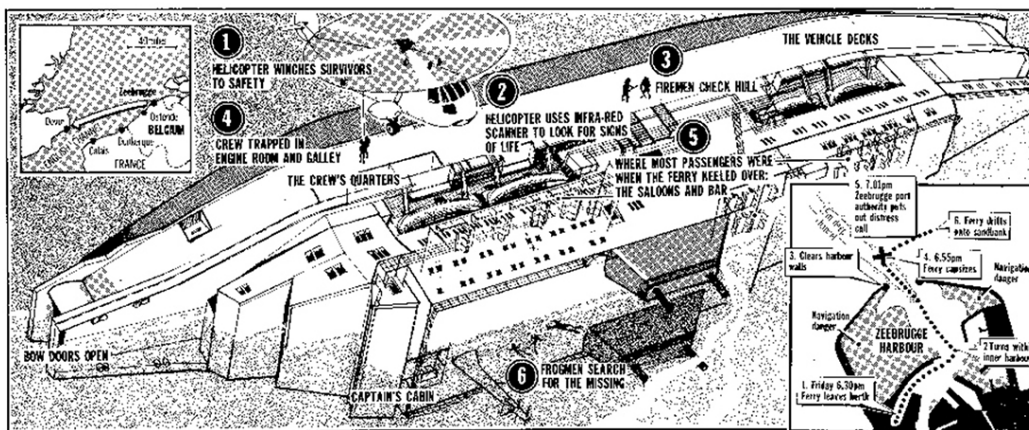 40 miles
Zeebrugge
Dover
Ostende
BELGIUM
Dunkerque
Calais
FRANCE
1
HELICOPTER WINCHES SURVIVORS
TO SAFETY
4
CREW TRAPPED IN
ENGINE ROOM AND GALLEY
THE CREW'S QUARTERS
2
HELICOPTER USES INFRA-RED
SCANNER TO LOOK FOR SIGNS
OF LIFE
3
FIREMEN CHECK HULL
THE VEHICLE DECKS
5
WHERE MOST PASSENGERS WERE
WHEN THE FERRY KEELED OVER:
THE SALOONS AND BAR
BOW DOORS OPEN
CAPTAIN'S CABIN
6
FROGMEN SEARCH
FOR THE MISSING
5. 7.01pm
Zeebrugge port
authority puts
out distress
call
6. Ferry drifts
onto sandbank
3. Clears harbour
walls
4. 6.55pm
Ferry capsizes
Navigation
danger
Navigation
danger
ZEEBRUGGE
HARBOUR
2 Turns with
inner harbour
1. Friday 6.30pm
Ferry leaves berth